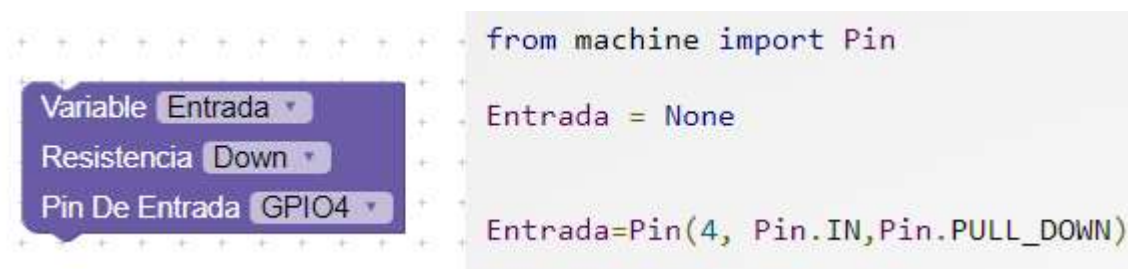 Variable Entrada
Resistencia Down
Pin De Entrada GPIO4
from machine import Pin
Entrada = None
Entrada=Pin(4, Pin.IN,Pin.PULL_DOWN)